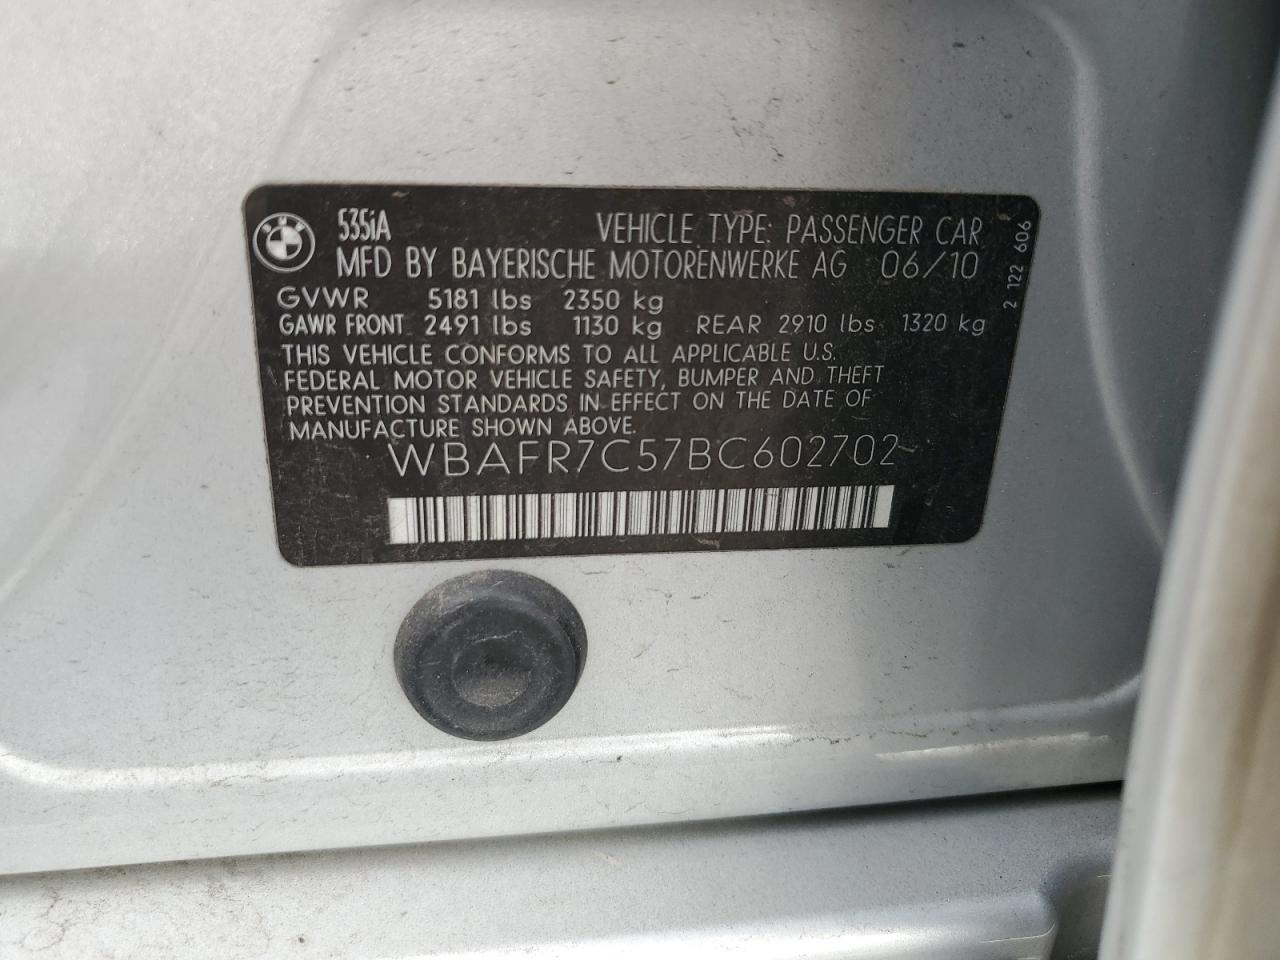 535iA VEHICLE TYPE: PASSENGER CAR
MFD BY BAYERISCHE MOTORENWERKE AG 06/10
GVWR 5181 lbs 2350 kg
GAWR FRONT 2491 lbs 1130 kg REAR 2910 lbs 1320 kg
THIS VEHICLE CONFORMS TO ALL APPLICABLE U.S.
FEDERAL MOTOR VEHICLE SAFETY, BUMPER AND THEFT
PREVENTION STANDARDS IN EFFECT ON THE DATE OF
MANUFACTURE SHOWN ABOVE.
WBAFR7C57BC602702
2 122 606